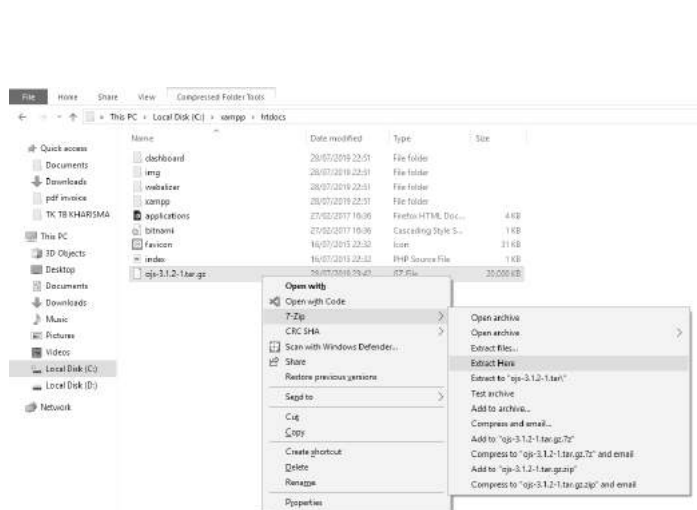 File Home Share View Compressed Folder Tools
This PC Local Disk (C:) xampp htdocs
Name Date modified Type Size
Quick access
Documents
Downloads
pdf invoice
TK TB KHARISMA
This PC
3D Objects
Desktop
Documents
Downloads
Music
Pictures
Videos
Local Disk (C:)
Local Disk (D:)
Network
dashboard 28/07/2019 22:51 File folder
img 28/07/2019 22:51 File folder
webalizer 28/07/2019 22:51 File folder
xampp 28/07/2019 22:51 File folder
applications 27/02/2017 16:36 Firefox HTML Doc... 4 KB
bitnami 27/02/2017 16:36 Cascading Style S... 1 KB
favicon 16/07/2015 22:32 Icon 31 KB
index 16/07/2015 22:32 PHP Source File 1 KB
ojs-3.1.2-1.tar.gz 29/07/2019 23:42 GZ File KB
Open with
Open with Code
7-Zip
CRC SHA
Scan with Windows Defender...
Share
Restore previous versions
Send to
Cut
Copy
Create shortcut
Delete
Rename
Properties
Open archive
Open archive
Extract files...
Extract Here
Extract to "ojs-3.1.2-1.tar\"
Test archive
Add to archive...
Compress and email...
Add to "ojs-3.1.2-1.tar.gz.7z"
Compress to "ojs-3.1.2-1.tar.gz.7z" and email
Add to "ojs-3.1.2-1.tar.gz.zip"
Compress to "ojs-3.1.2-1.tar.gz.zip" and email